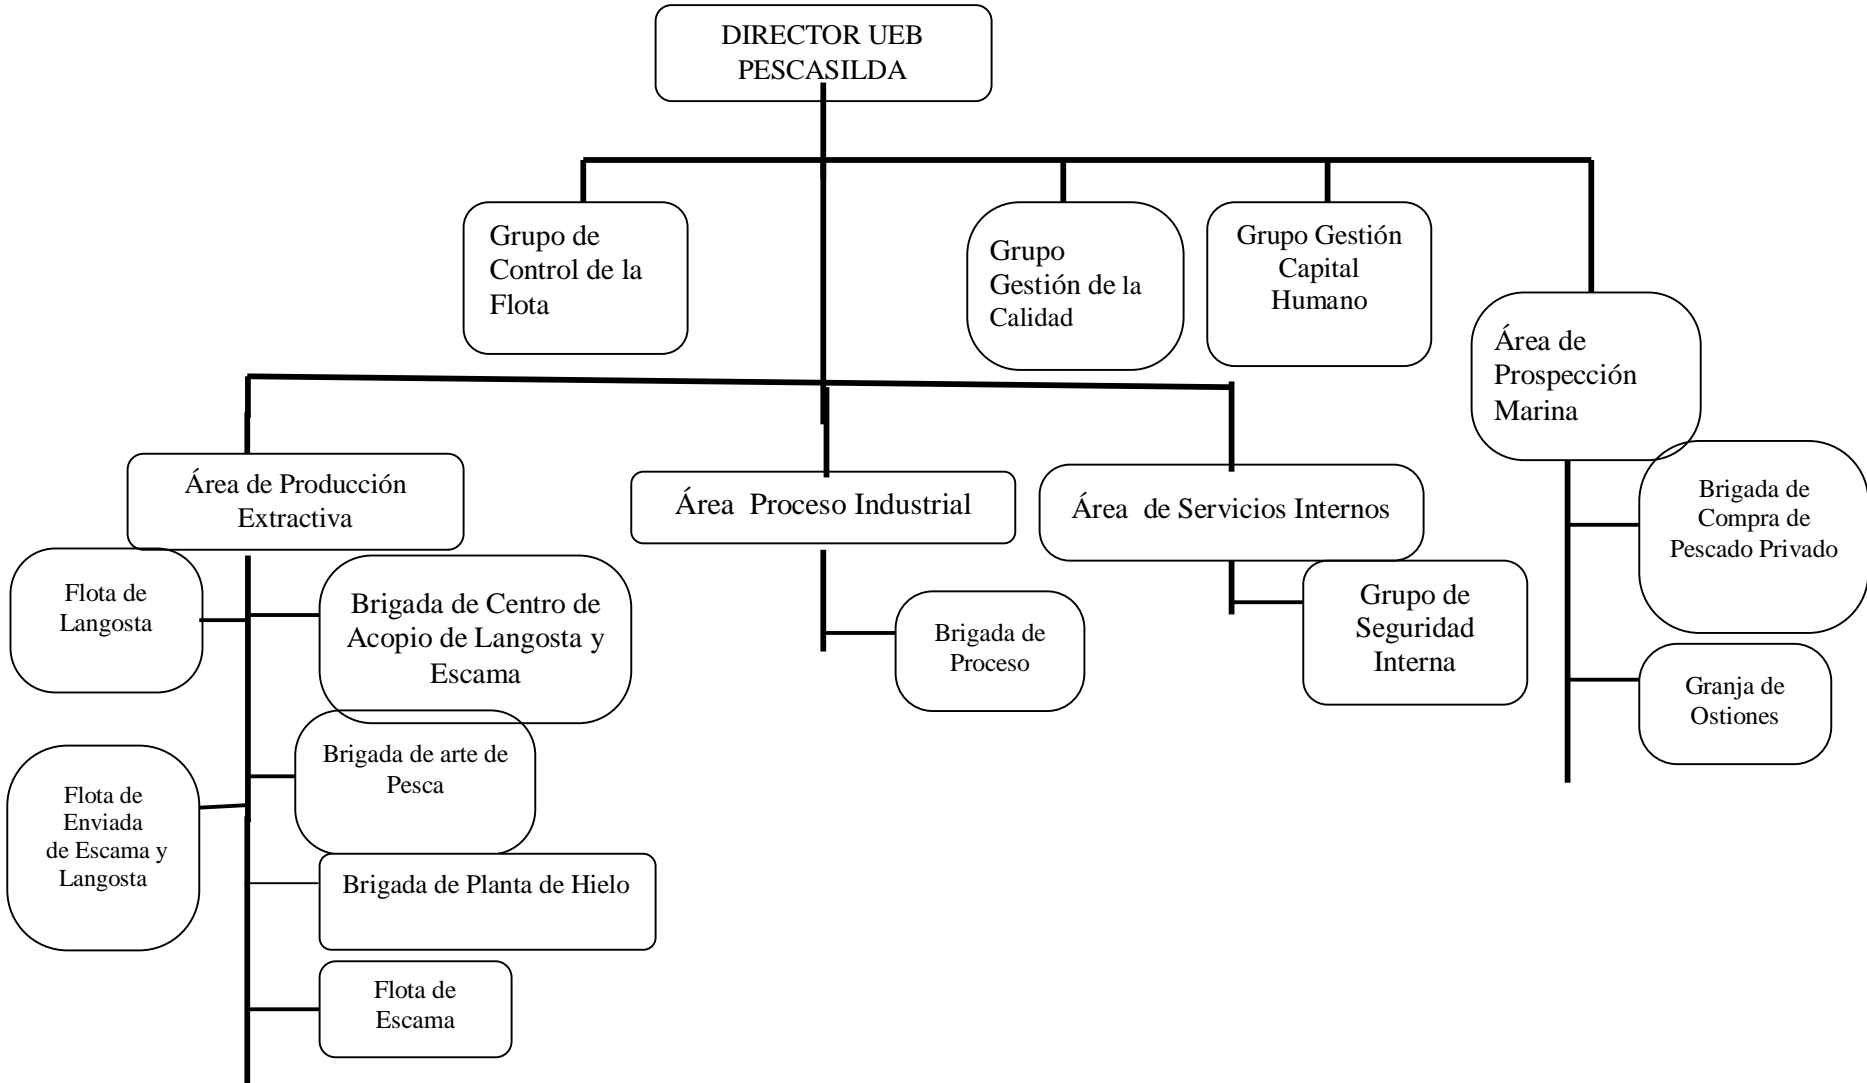 DIRECTOR UEB
PESCASILDA
Grupo de
Control de la
Flota
Grupo
Gestión de la
Calidad
Grupo Gestión
Capital
Humano
Área de
Prospección
Marina
Área de Producción
Extractiva
Área  Proceso Industrial
Área  de Servicios Internos
Brigada de
Compra de
Pescado Privado
Flota de
Langosta
Brigada de Centro de
Acopio de Langosta y
Escama
Brigada de
Proceso
Grupo de
Seguridad
Interna
Granja de
Ostiones
Brigada de arte de
Pesca
Flota de
Enviada
de Escama y
Langosta
Brigada de Planta de Hielo
Flota de
Escama